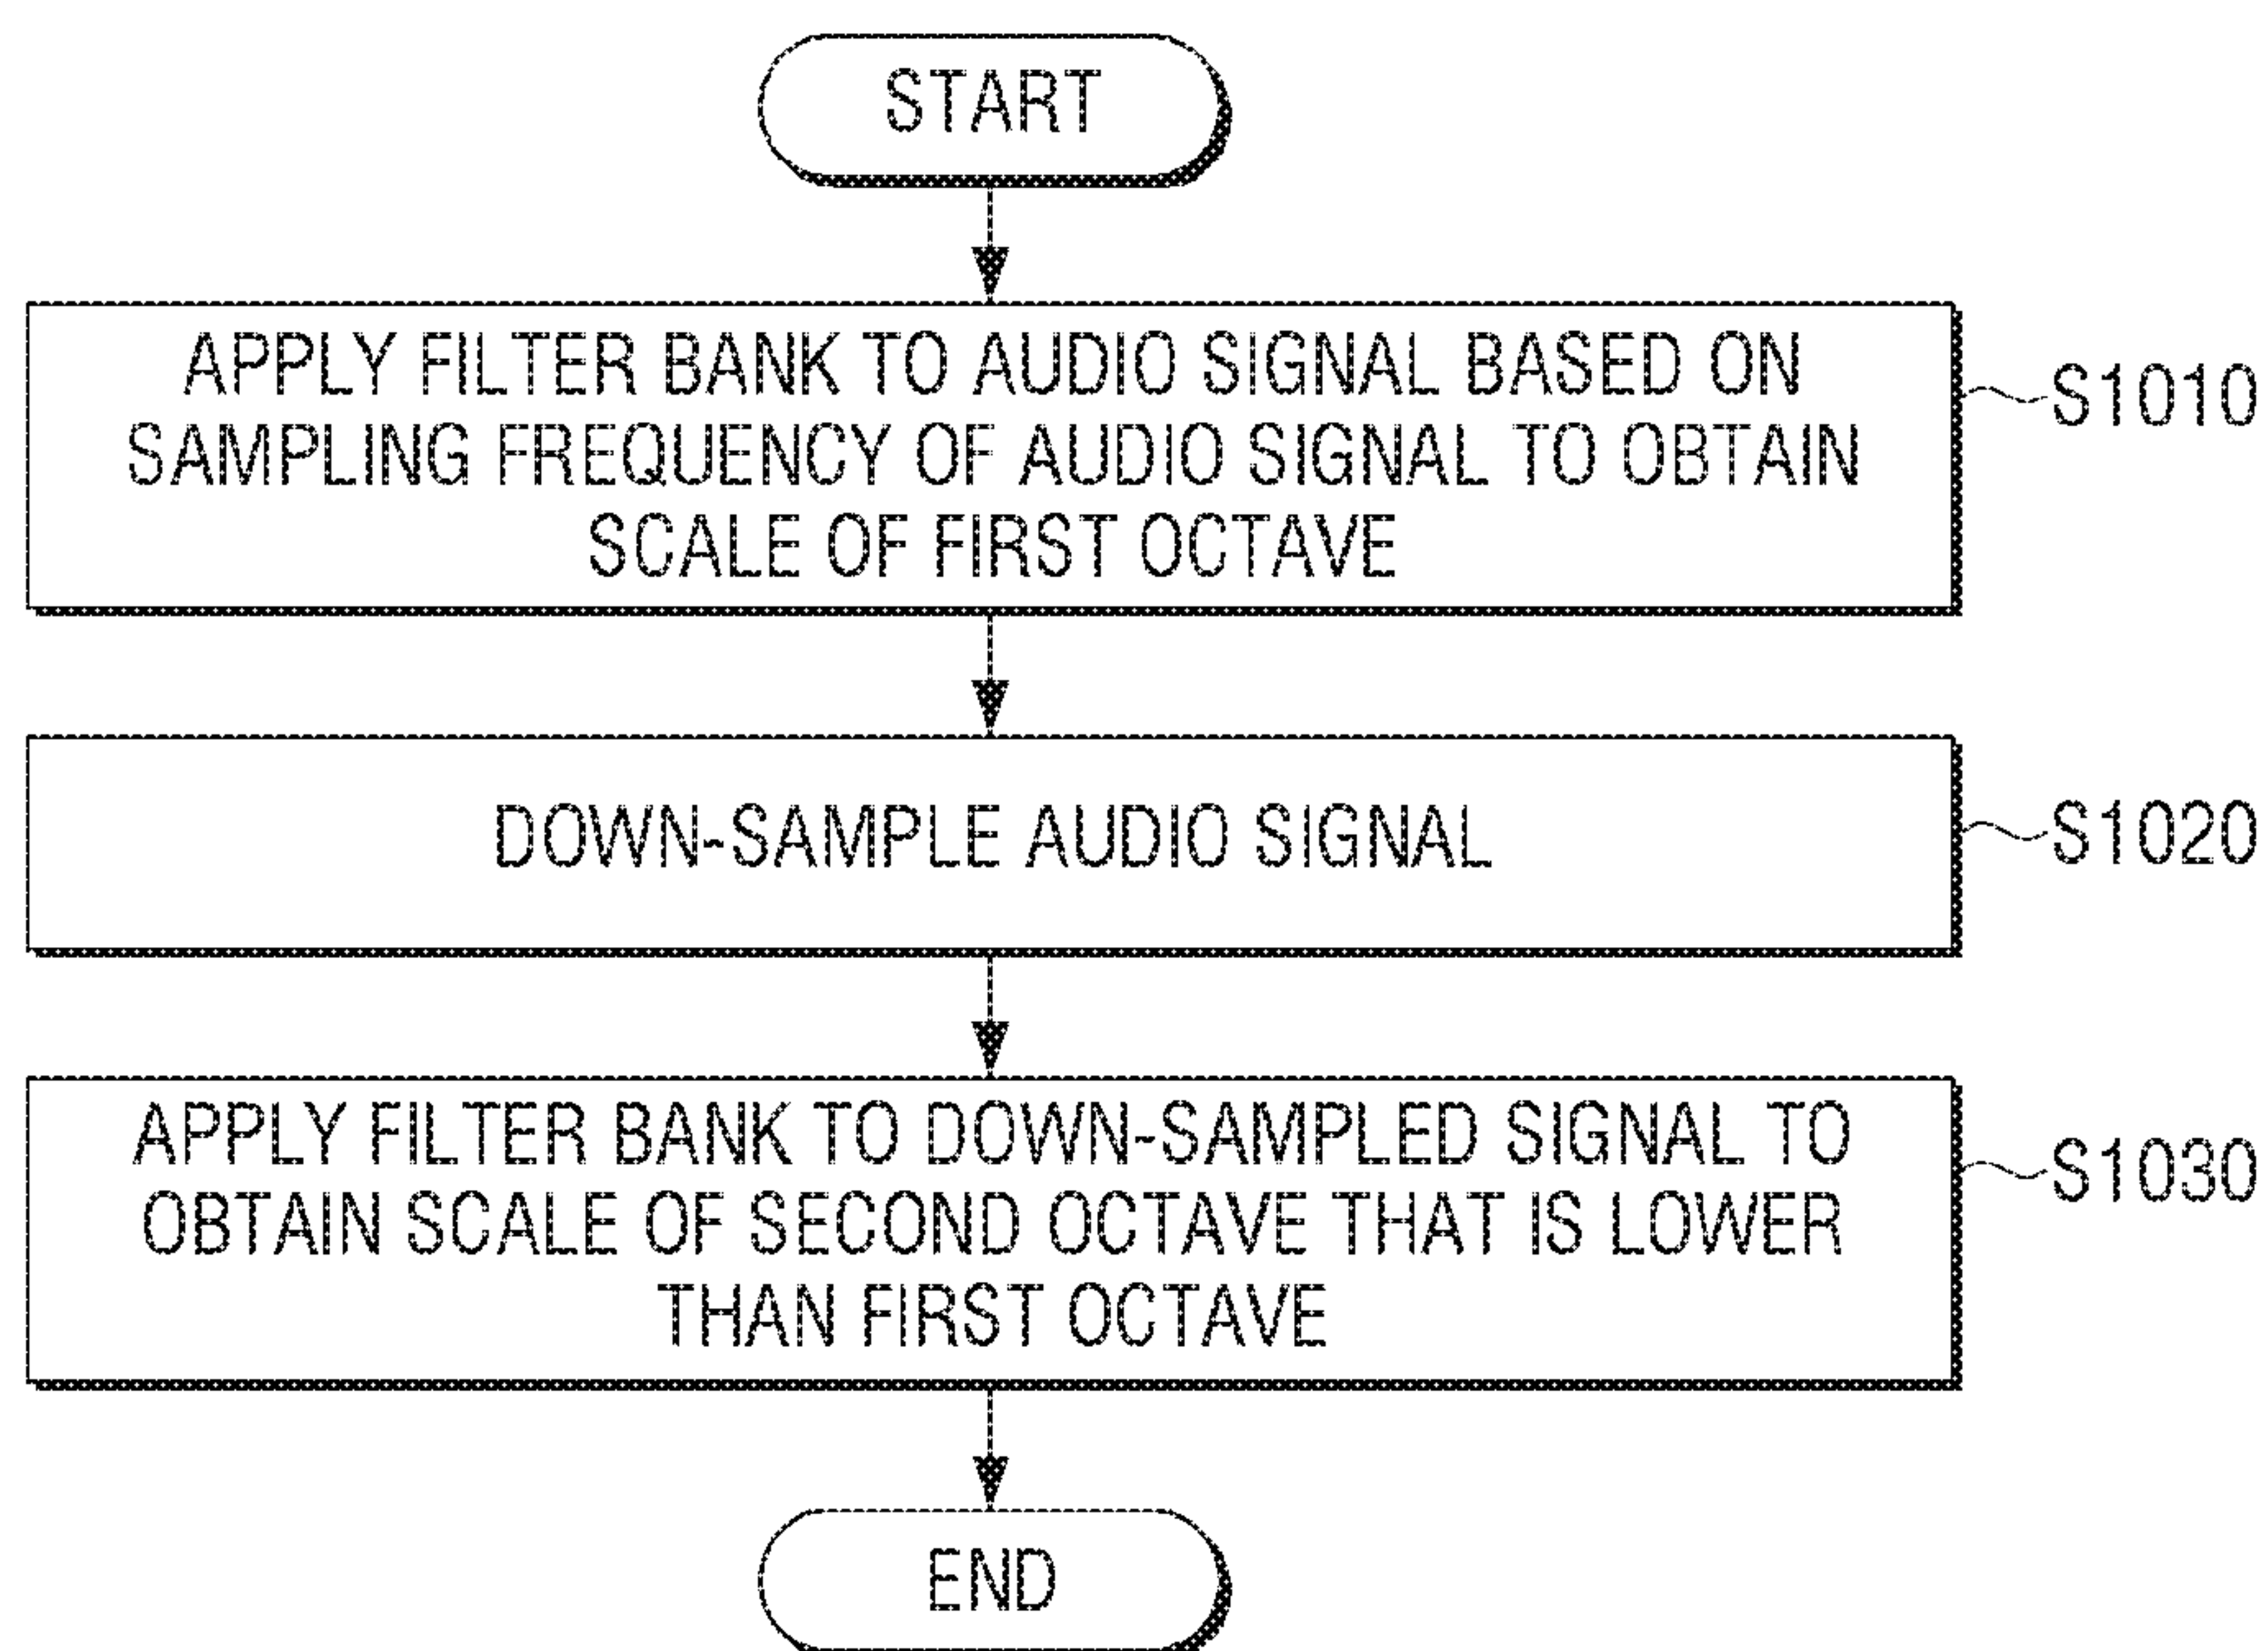 START
APPLY FILTER BANK TO AUDIO SIGNAL BASED ON
SAMPLING FREQUENCY OF AUDIO SIGNAL TO OBTAIN
SCALE OF FIRST OCTAVE
S1010
DOWN-SAMPLE AUDIO SIGNAL
S1020
APPLY FILTER BANK TO DOWN-SAMPLED SIGNAL TO
OBTAIN SCALE OF SECOND OCTAVE THAT IS LOWER
THAN FIRST OCTAVE
S1030
END